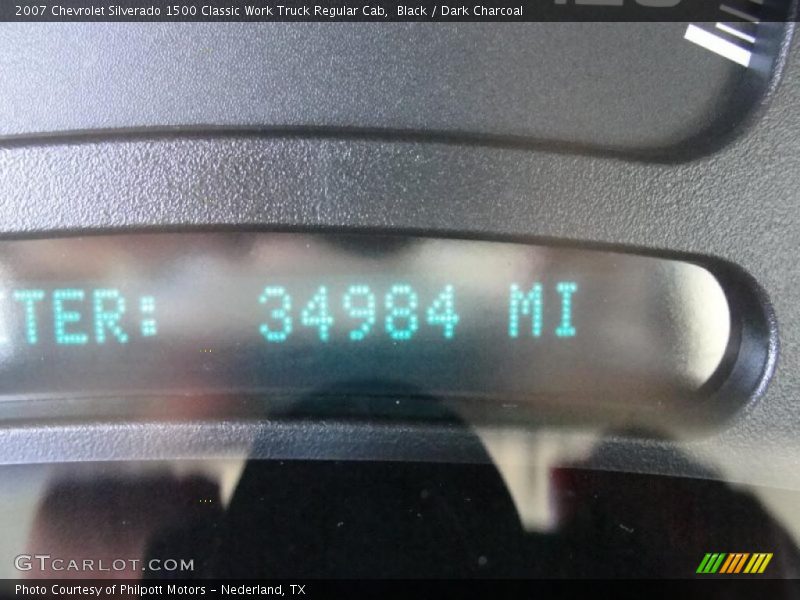 2007 Chevrolet Silverado 1500 Classic Work Truck Regular Cab, Black / Dark Charcoal
TER: 34984 MI
GTCARLOT.COM
Photo Courtesy of Philpott Motors - Nederland, TX